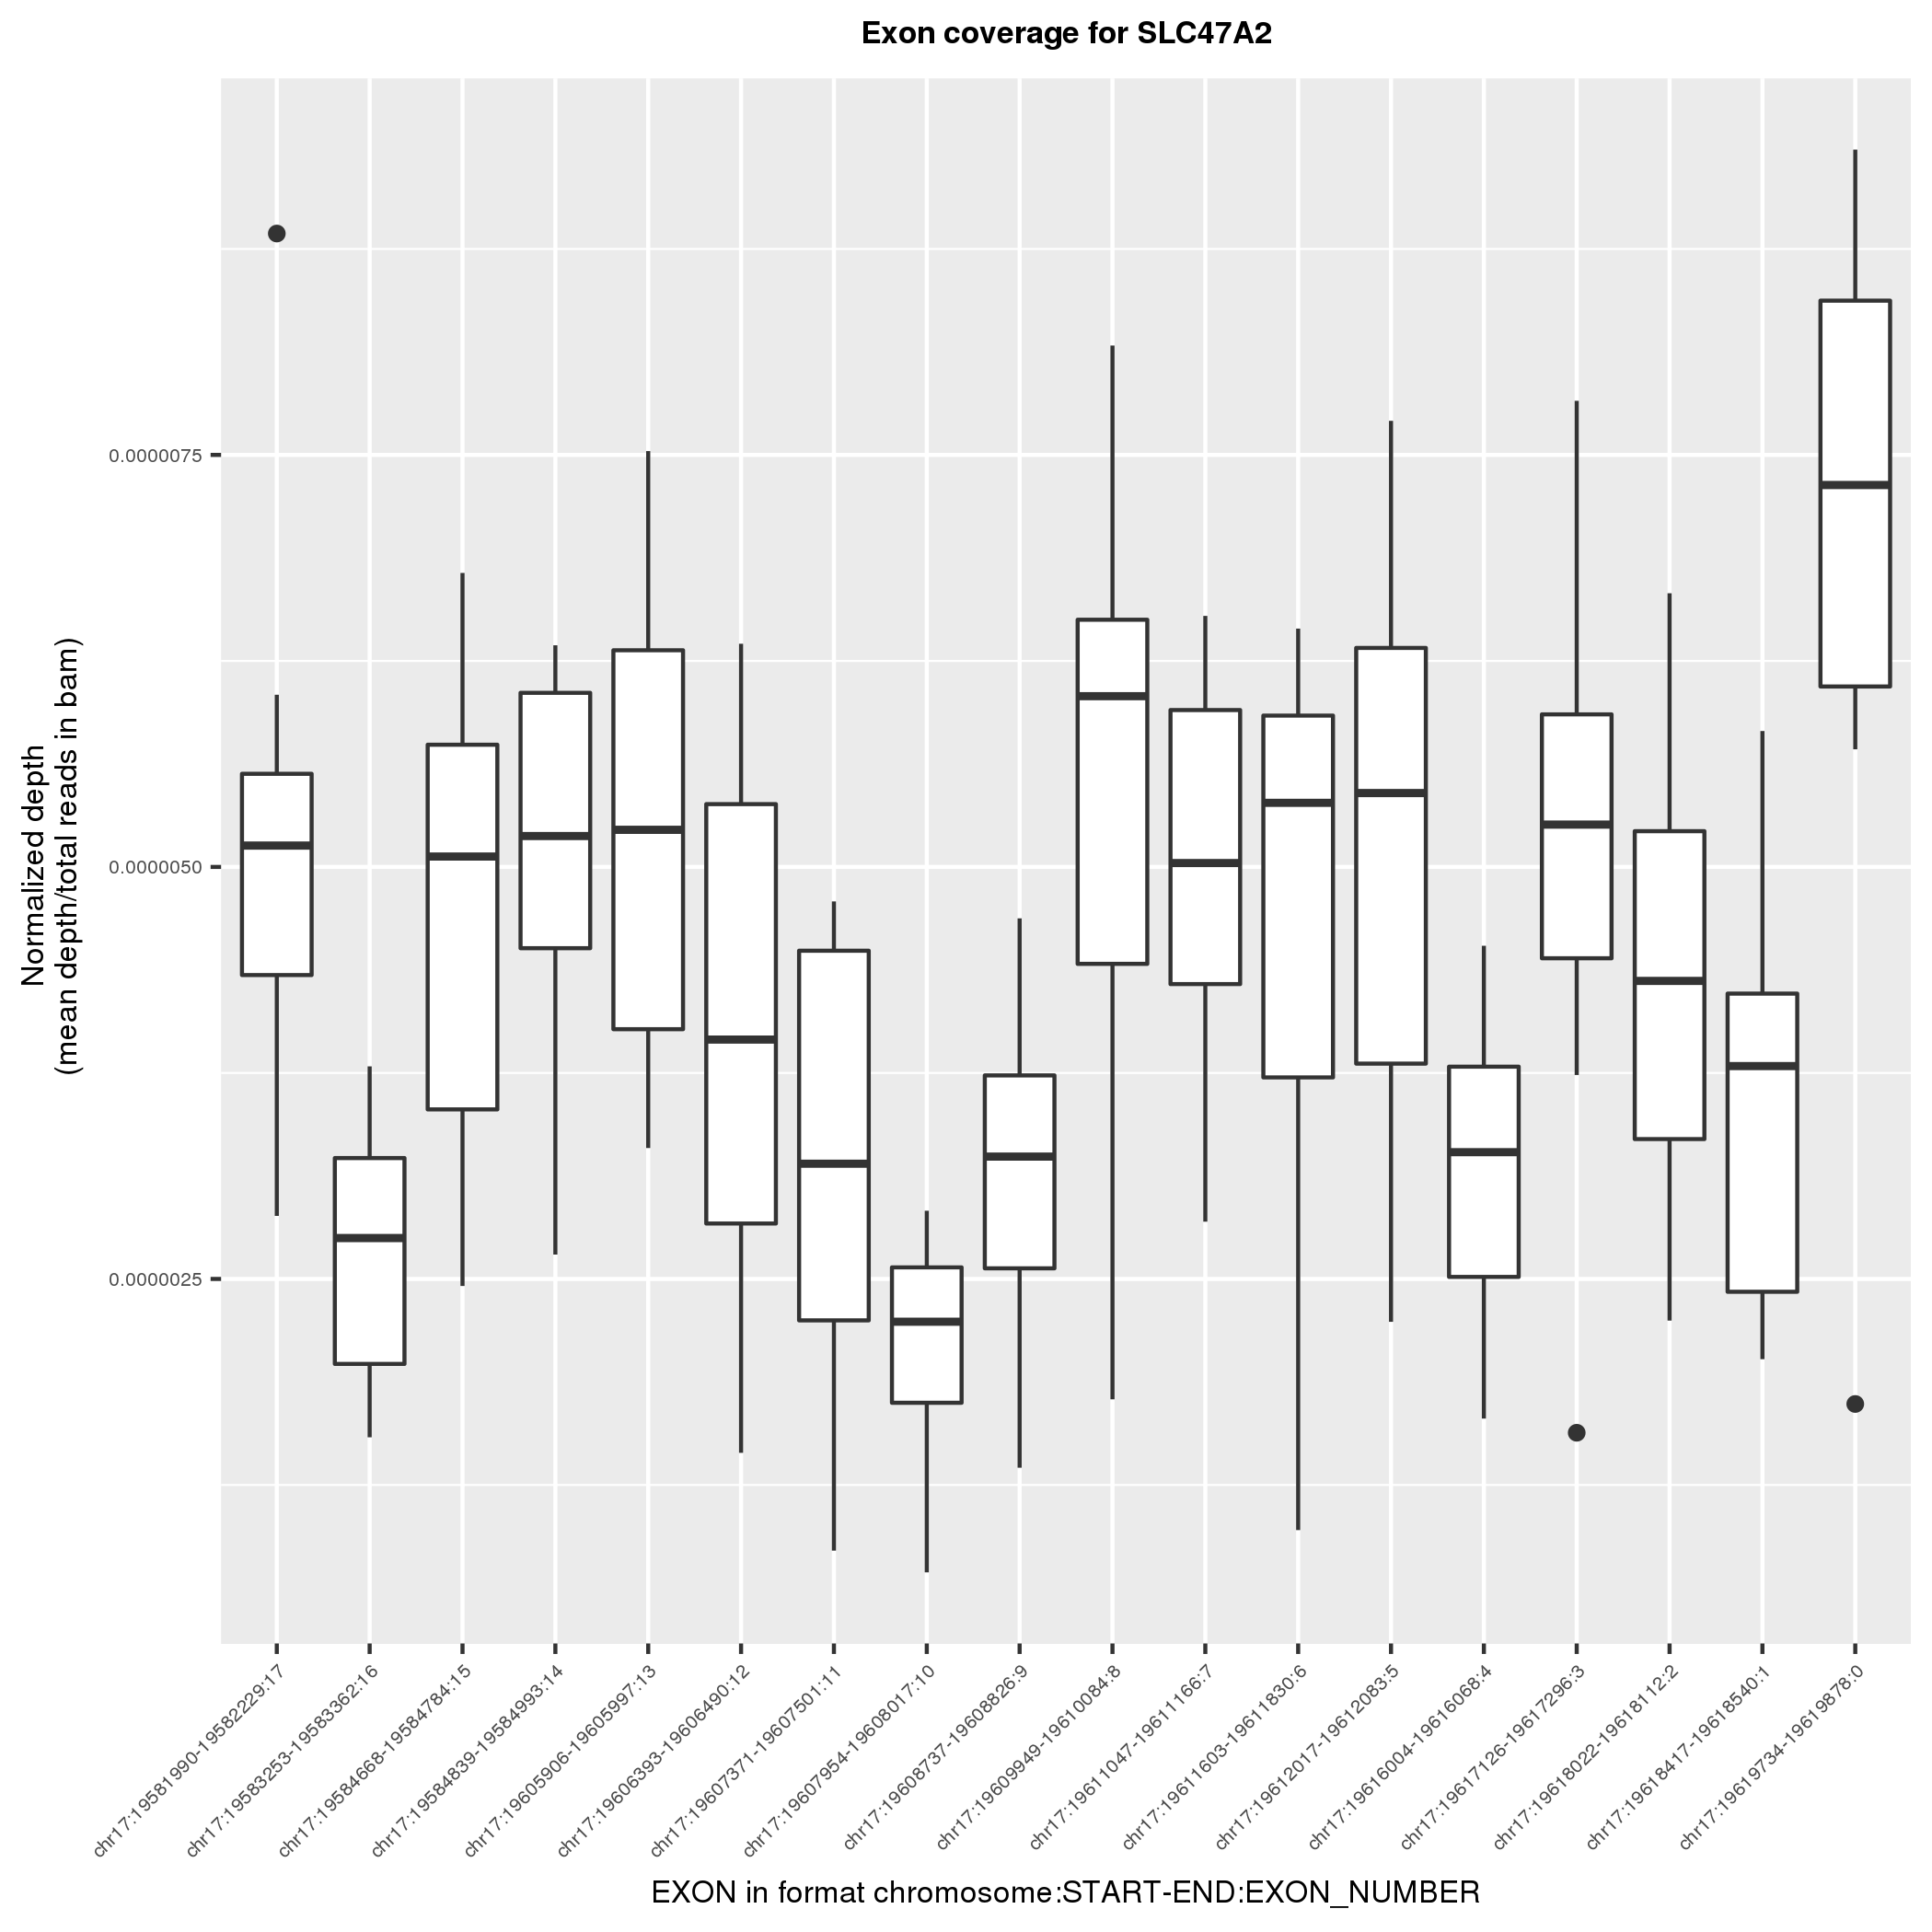 Exon coverage for SLC47A2
Normalized depth
(mean depth/total reads in bam)
0.0000075
0.0000050
0.0000025
chr17:19581990-19582229:17
chr17:19583253-19583362:16
chr17:19584668-19584784:15
chr17:19584839-19584993:14
chr17:19605906-19605997:13
chr17:19606393-19606490:12
chr17:19607371-19607501:11
chr17:19607954-19608017:10
chr17:19608737-19608826:9
chr17:19609949-19610084:8
chr17:19611047-19611166:7
chr17:19611603-19611830:6
chr17:19612017-19612083:5
chr17:19616004-19616068:4
chr17:19617126-19617296:3
chr17:19618022-19618112:2
chr17:19618417-19618540:1
chr17:19619734-19619878:0
EXON in format chromosome:START-END:EXON_NUMBER